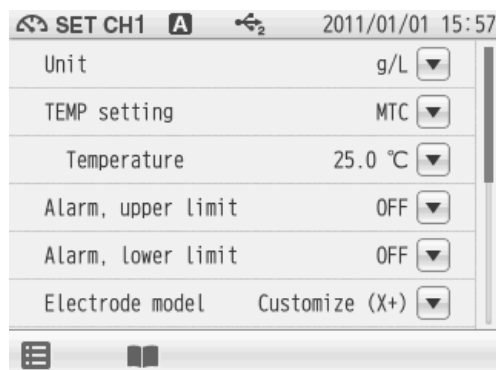 SET CH1 A 2 2011/01/01 15:57
Unit g/L
TEMP setting MTC
Temperature 25.0 ℃
Alarm, upper limit OFF
Alarm, lower limit OFF
Electrode model Customize (X+)